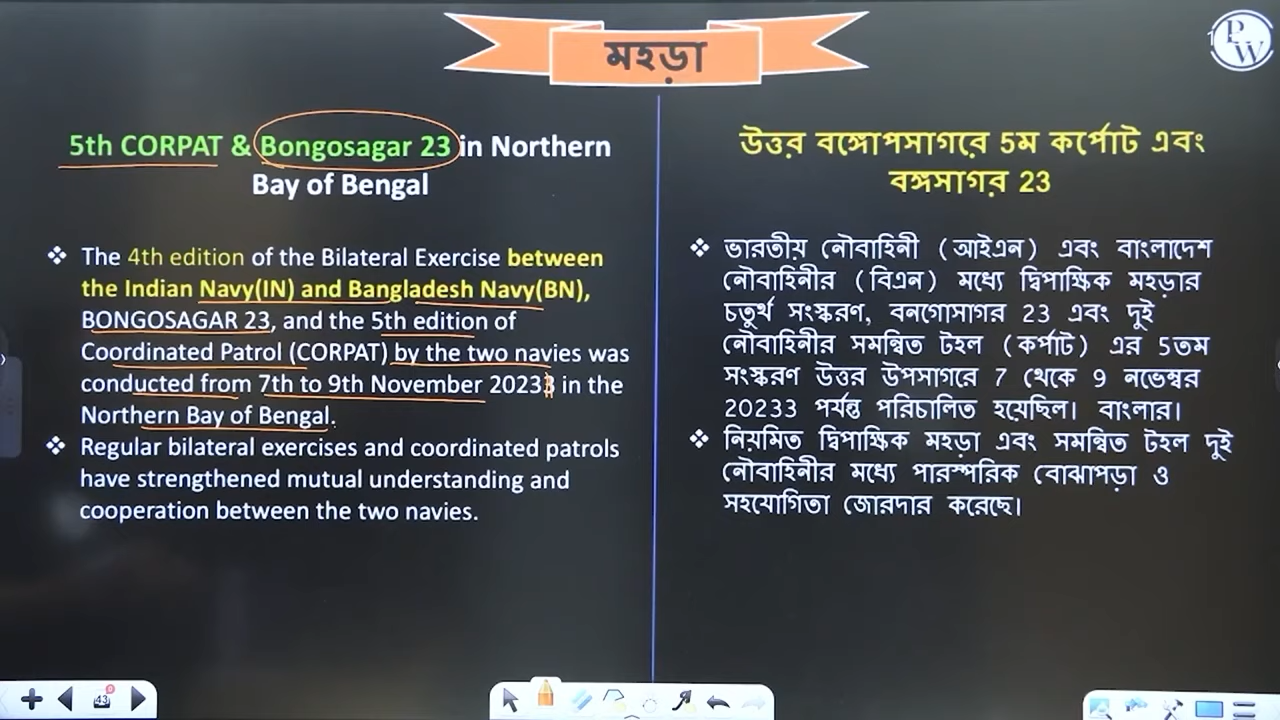 মহড়া
PW
5th CORPAT & Bongosagar 23 in Northern
Bay of Bengal
❖ The 4th edition of the Bilateral Exercise between
the Indian Navy(IN) and Bangladesh Navy(BN),
BONGOSAGAR 23, and the 5th edition of
Coordinated Patrol (CORPAT) by the two navies was
conducted from 7th to 9th November 20233 in the
Northern Bay of Bengal.
❖ Regular bilateral exercises and coordinated patrols
have strengthened mutual understanding and
cooperation between the two navies.
উত্তর বঙ্গোপসাগরে 5ম কর্পোট এবং
বঙ্গসাগর 23
❖ ভারতীয় নৌবাহিনী (আইএন) এবং বাংলাদেশ
নৌবাহিনীর (বিএন) মধ্যে দ্বিপাক্ষিক মহড়ার
চতুর্থ সংস্করণ, বনগোসাগর 23 এবং দুই
নৌবাহিনীর সমন্বিত টহল (কর্পাট) এর 5তম
সংস্করণ উত্তর উপসাগরে 7 থেকে 9 নভেম্বর
20233 পর্যন্ত পরিচালিত হয়েছিল। বাংলার।
❖ নিয়মিত দ্বিপাক্ষিক মহড়া এবং সমন্বিত টহল দুই
নৌবাহিনীর মধ্যে পারস্পরিক বোঝাপড়া ও
সহযোগিতা জোরদার করেছে।
43